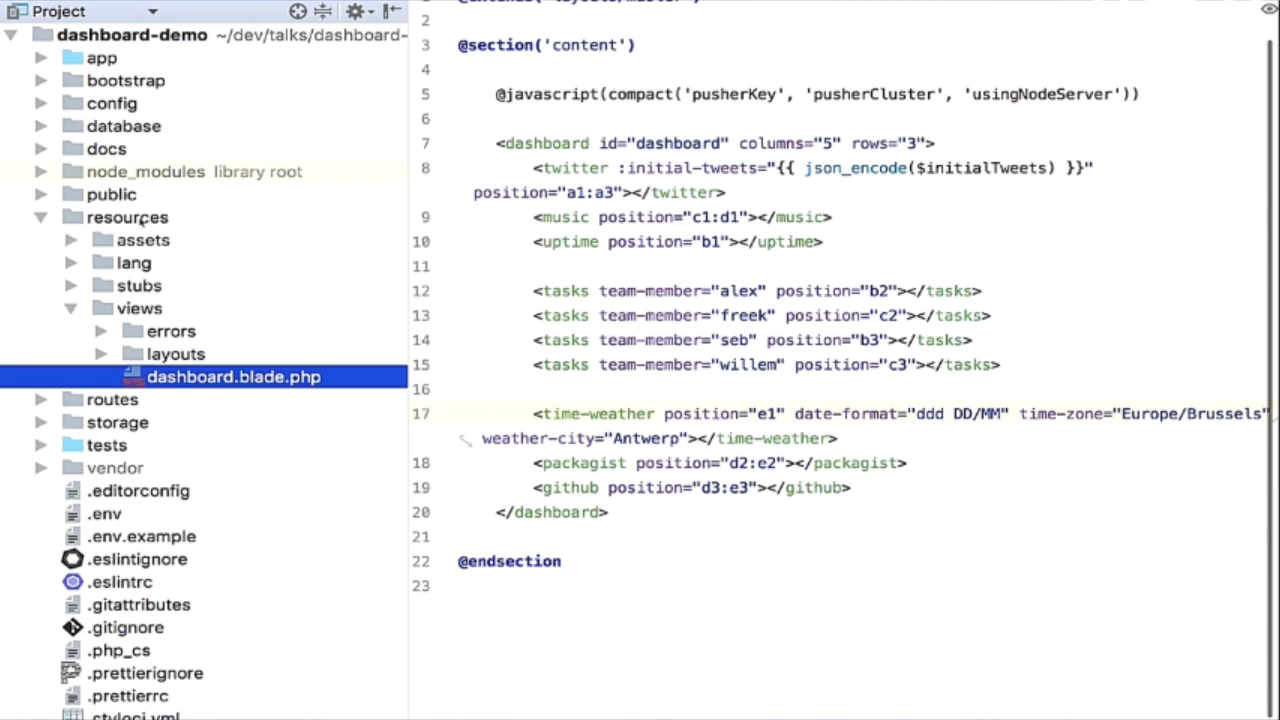 Project
dashboard-demo ~/dev/talks/dashboard-
app
bootstrap
config
database
docs
node_modules library root
public
resources
assets
lang
stubs
views
errors
layouts
dashboard.blade.php
routes
storage
tests
vendor
.editorconfig
.env
.env.example
.eslintignore
.eslintrc
.gitattributes
.gitignore
.php_cs
.prettierignore
.prettierrc
.styleci.yml
2
3 @section('content')
4
5 @javascript(compact('pusherKey', 'pusherCluster', 'usingNodeServer'))
6
7 <dashboard id="dashboard" columns="5" rows="3">
8 <twitter :initial-tweets="{{ json_encode($initialTweets) }}"
position="a1:a3"></twitter>
9 <music position="c1:d1"></music>
10 <uptime position="b1"></uptime>
11
12 <tasks team-member="alex" position="b2"></tasks>
13 <tasks team-member="freek" position="c2"></tasks>
14 <tasks team-member="seb" position="b3"></tasks>
15 <tasks team-member="willem" position="c3"></tasks>
16
17 <time-weather position="e1" date-format="ddd DD/MM" time-zone="Europe/Brussels"
weather-city="Antwerp"></time-weather>
18 <packagist position="d2:e2"></packagist>
19 <github position="d3:e3"></github>
20 </dashboard>
21
22 @endsection
23